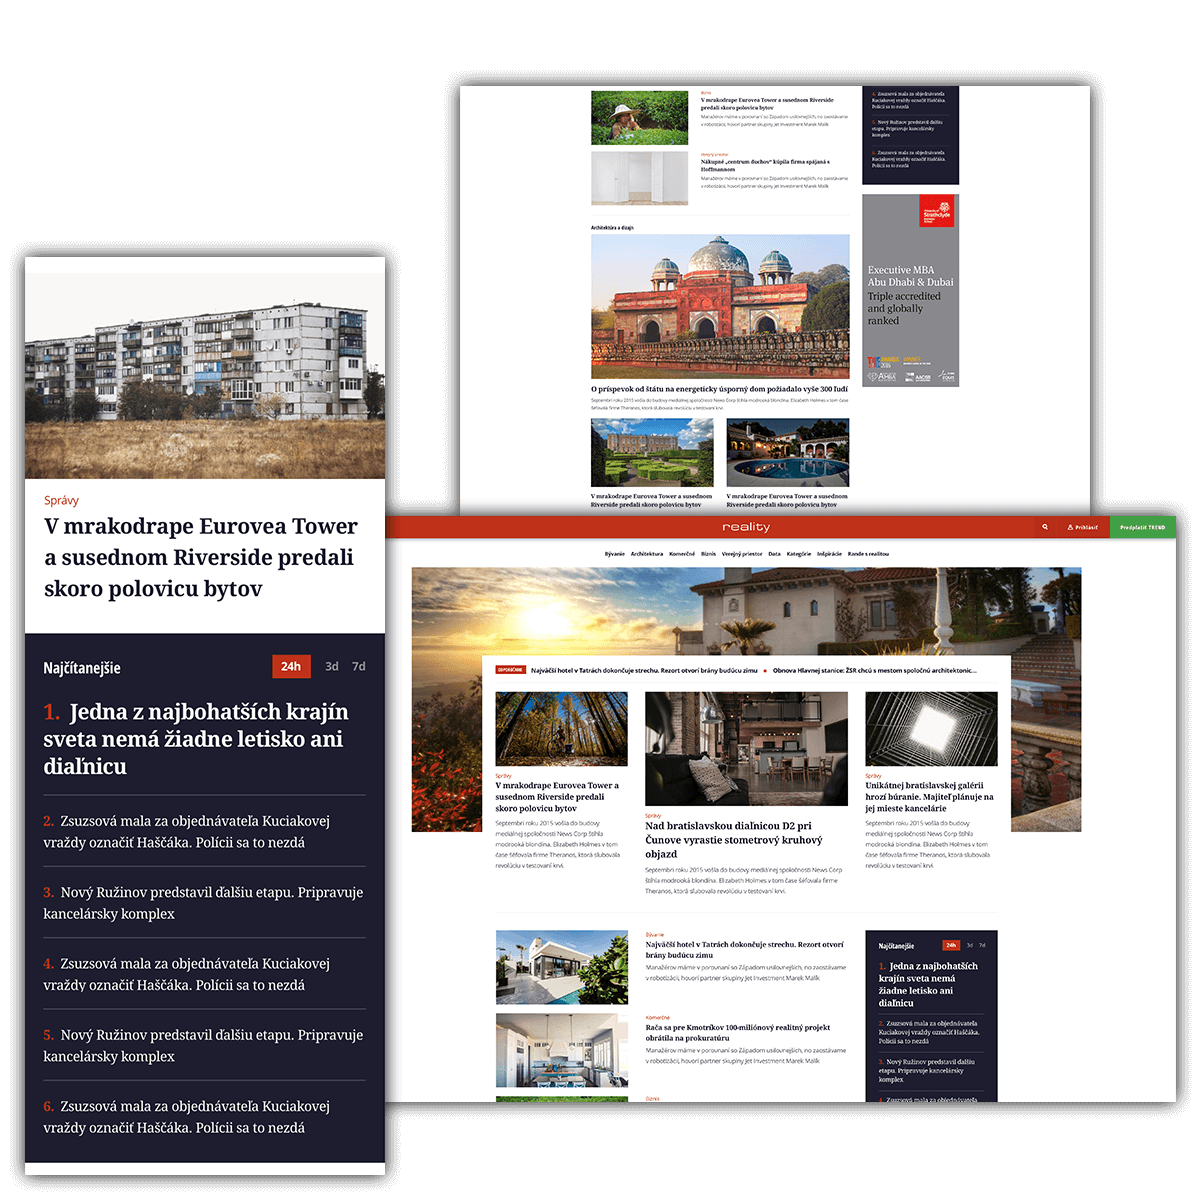 Správy
V mrakodrape Eurovea Tower
a susednom Riverside predali
skoro polovicu bytov
Najčítanejšie 24h 3d 7d
1. Jedna z najbohatších krajín
sveta nemá žiadne letisko ani
diaľnicu
2. Zsuzsová mala za objednávateľa Kuciakovej
vraždy označiť Haščáka. Polícii sa to nezdá
3. Nový Ružinov predstavil ďalšiu etapu. Pripravuje
kancelársky komplex
4. Zsuzsová mala za objednávateľa Kuciakovej
vraždy označiť Haščáka. Polícii sa to nezdá
5. Nový Ružinov predstavil ďalšiu etapu. Pripravuje
kancelársky komplex
6. Zsuzsová mala za objednávateľa Kuciakovej
vraždy označiť Haščáka. Polícii sa to nezdá
Biznis
V mrakodrape Eurovea Tower a susednom Riverside
predali skoro polovicu bytov
Manažérov máme v porovnaní so Západom usilovnejších, no zaostávame
v robotizácii, hovorí partner skupiny Jet Investment Marek Malík
Verejný priestor
Nákupné „centrum duchov“ kúpila firma spájaná s
Hoffmannom
Manažérov máme v porovnaní so Západom usilovnejších, no zaostávame
v robotizácii, hovorí partner skupiny Jet Investment Marek Malík
Architektúra a dizajn
O príspevok od štátu na energeticky úsporný dom požiadalo vyše 300 ľudí
Septembri roku 2015 vošla do budovy mediálnej spoločnosti News Corp štíhla modrooká blondína. Elizabeth Holmes v tom čase
šéfovala firme Theranos, ktorá sľubovala revolúciu v testovaní krvi.
V mrakodrape Eurovea Tower a susednom
Riverside predali skoro polovicu bytov
V mrakodrape Eurovea Tower a susednom
Riverside predali skoro polovicu bytov
4. Zsuzsová mala za objednávateľa
Kuciakovej vraždy označiť Haščáka.
Polícii sa to nezdá
5. Nový Ružinov predstavil ďalšiu
etapu. Pripravuje kancelársky
komplex
6. Zsuzsová mala za objednávateľa
Kuciakovej vraždy označiť Haščáka.
Polícii sa to nezdá
University of
Strathclyde
Business
School
Executive MBA
Abu Dhabi & Dubai
Triple accredited
and globally
ranked
reality
Prihlásiť
Predplatiť TREND
Bývanie Architektura Komerčné Biznis Verejný priestor Data Kategórie Inšpirácie Rande s realitou
ODPORÚČAME Najväčší hotel v Tatrách dokončuje strechu. Rezort otvorí brány budúcu zimu • Obnova Hlavnej stanice: ŽSR chcú s mestom spoločnú architektonic...
Správy
V mrakodrape Eurovea Tower a
susednom Riverside predali
skoro polovicu bytov
Septembri roku 2015 vošla do budovy
mediálnej spoločnosti News Corp štíhla
modrooká blondína. Elizabeth Holmes v tom
čase šéfovala firme Theranos, ktorá sľubovala
revolúciu v testovaní krvi.
Správy
Nad bratislavskou diaľnicou D2 pri
Čunove vyrastie stometrový kruhový
objazd
Septembri roku 2015 vošla do budovy mediálnej spoločnosti News Corp
štíhla modrooká blondína. Elizabeth Holmes v tom čase šéfovala firme
Theranos, ktorá sľubovala revolúciu v testovaní krvi.
Správy
Unikátnej bratislavskej galérii
hrozí búranie. Majiteľ plánuje na
jej mieste kancelárie
Septembri roku 2015 vošla do budovy
mediálnej spoločnosti News Corp štíhla
modrooká blondína. Elizabeth Holmes v tom
čase šéfovala firme Theranos, ktorá sľubovala
revolúciu v testovaní krvi.
Bývanie
Najväčší hotel v Tatrách dokončuje strechu. Rezort otvorí
brány budúcu zimu
Manažérov máme v porovnaní so Západom usilovnejších, no zaostávame
v robotizácii, hovorí partner skupiny Jet Investment Marek Malík
Komerčné
Rača sa pre Kmotríkov 100-miliónový realitný projekt
obrátila na prokuratúru
Manažérov máme v porovnaní so Západom usilovnejších, no zaostávame
v robotizácii, hovorí partner skupiny Jet Investment Marek Malík
Biznis
Najčítanejšie 24h 3d 7d
1. Jedna z najbohatších
krajín sveta nemá
žiadne letisko ani
diaľnicu
2. Zsuzsová mala za objednávateľa
Kuciakovej vraždy označiť Haščáka.
Polícii sa to nezdá
3. Nový Ružinov predstavil ďalšiu
etapu. Pripravuje kancelársky
komplex
4. Zsuzsová mala za objednávateľa